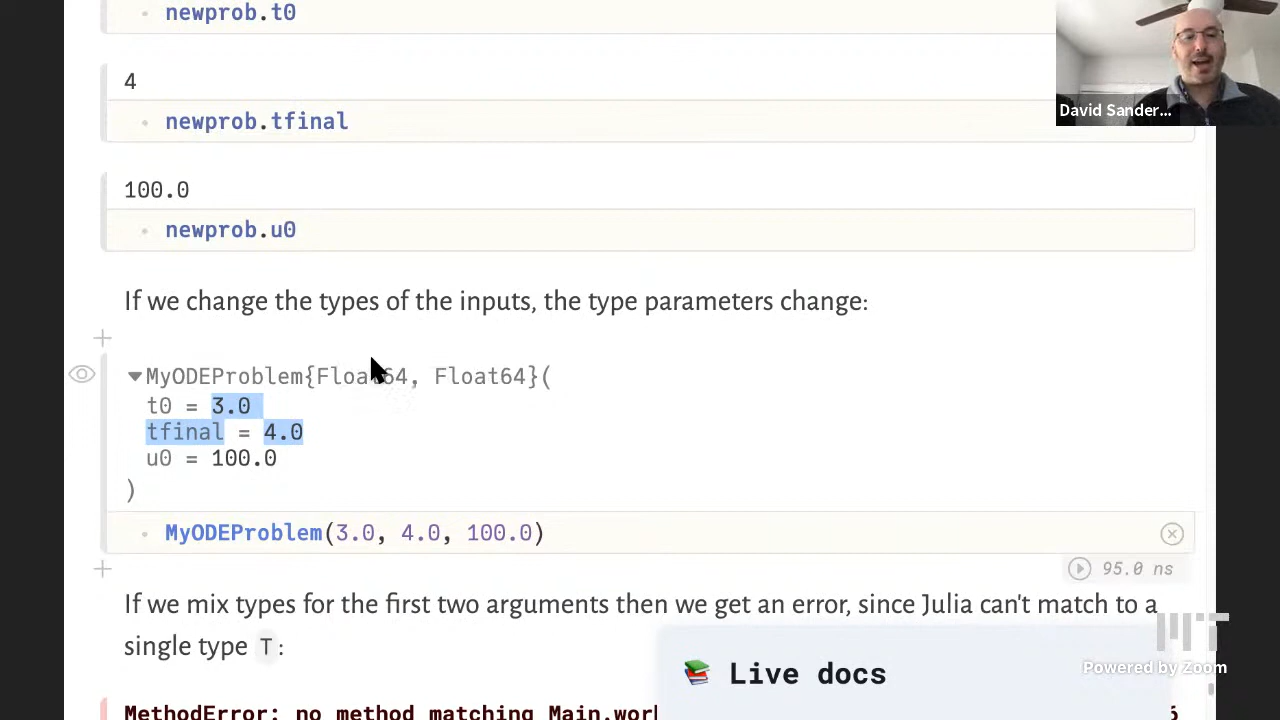 newprob.t0
David Sander...
4
newprob.tfinal
100.0
newprob.u0
If we change the types of the inputs, the type parameters change:
MyODEProblem{Float64, Float64}(
t0 = 3.0
tfinal = 4.0
u0 = 100.0
)
MyODEProblem(3.0, 4.0, 100.0)
95.0 ns
If we mix types for the first two arguments then we get an error, since Julia can't match to a
single type T:
MIT
Powered by Zoom
Live docs
MethodError: no method matching Main.